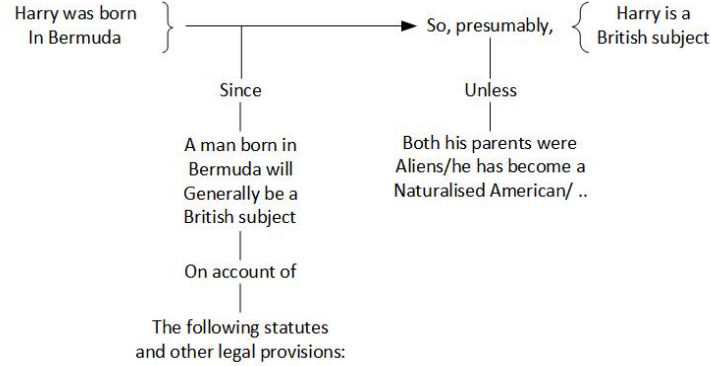 Harry was born
In Bermuda
So, presumably,
Harry is a
British subject
Since
Unless
A man born in
Bermuda will
Generally be a
British subject
Both his parents were
Aliens/he has become a
Naturalised American/ ..
On account of
The following statutes
and other legal provisions: